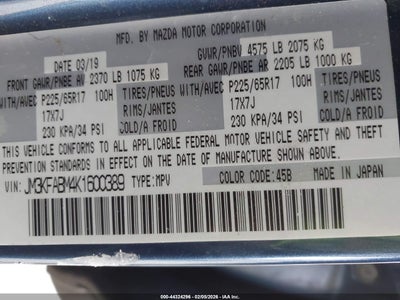 MFD. BY MAZDA MOTOR CORPORATION
DATE 03/19 GVWR/PNBV 4575 LB 2075 KG
FRONT GAWR/PNBE AV 2370 LB 1075 KG REAR GAWR/PNBE AR 2205 LB 1000 KG
WITH/AVEC P225/65R17 100H TIRES/PNEUS WITH/AVEC P225/65R17 100H TIRES/PNEUS
17X7J RIMS/JANTES 17X7J RIMS/JANTES
230 KPA/34 PSI COLD/A FROID 230 KPA/34 PSI COLD/A FROID
THIS VEHICLE CONFORMS TO ALL APPLICABLE FEDERAL MOTOR VEHICLE SAFETY, BUMPER, AND THEFT
PREVENTION STANDARDS IN EFFECT ON THE DATE OF MANUFACTURE SHOWN ABOVE.
VIN: JM3KFABM4K1600389 TYPE:MPV COLOR CODE:45B MADE IN JAPAN
000-44324296 - 02/09/2026 - IAA Inc.